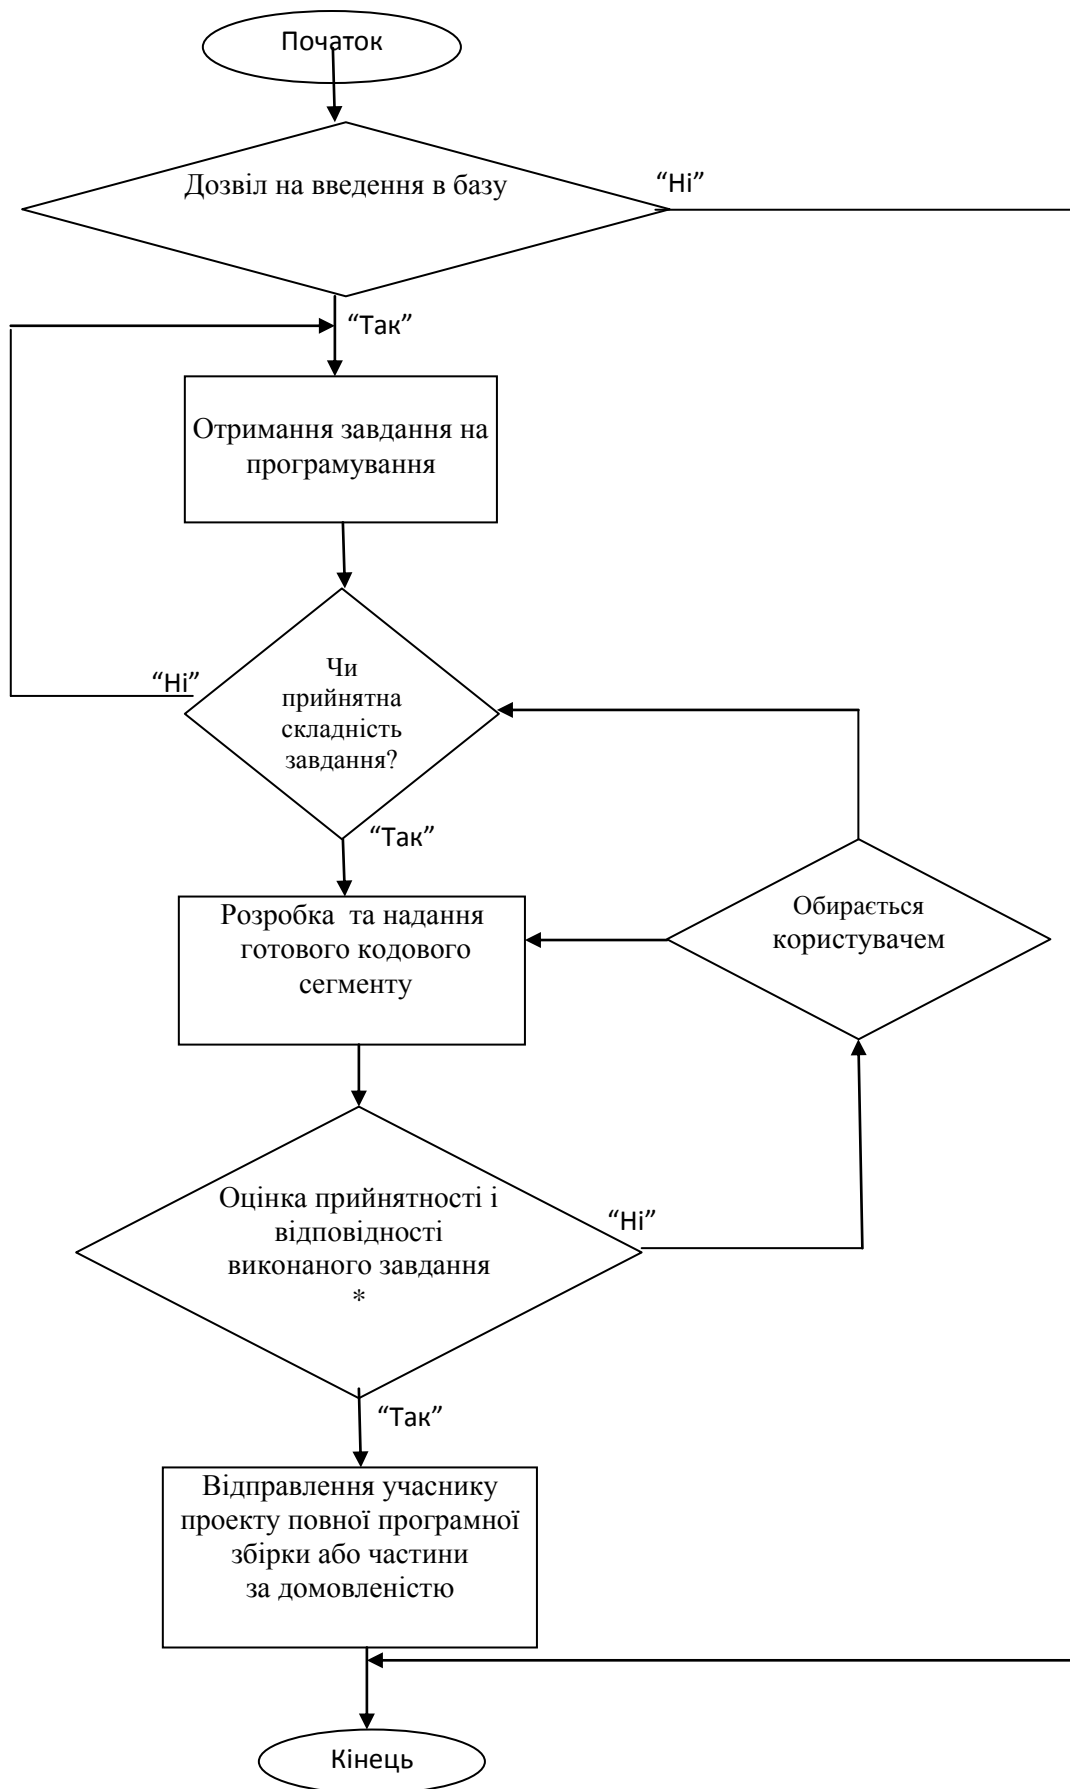 Початок
Дозвіл на введення в базу
“Ні”
“Так”
Отримання завдання на
програмування
Чи
прийнятна
складність
завдання?
“Ні”
“Так”
Розробка та надання
готового кодового
сегменту
Обирається
користувачем
Оцінка прийнятності і
відповідності
виконаного завдання
*
“Ні”
“Так”
Відправлення учаснику
проекту повної програмної
збірки або частини
за домовленістю
Кінець